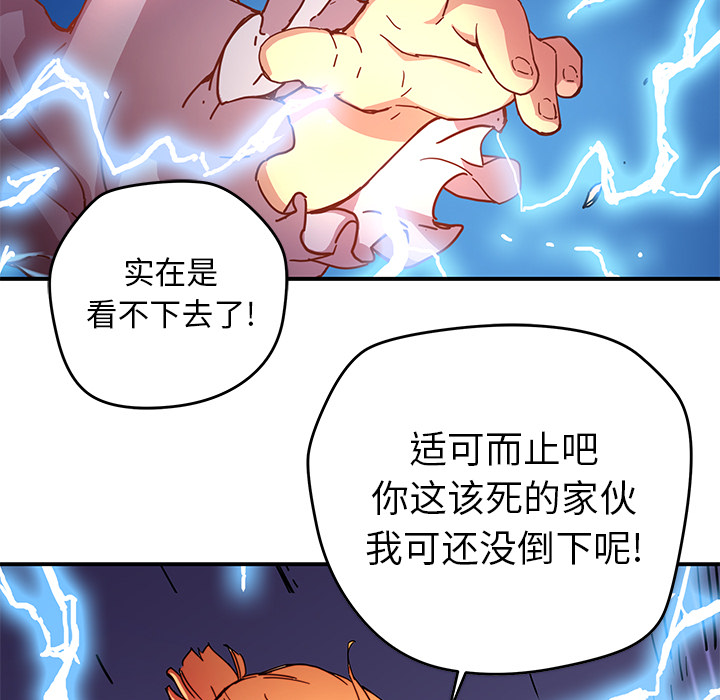 实在是
看不下去了!
适可而止吧
你这该死的家伙
我可还没倒下呢!